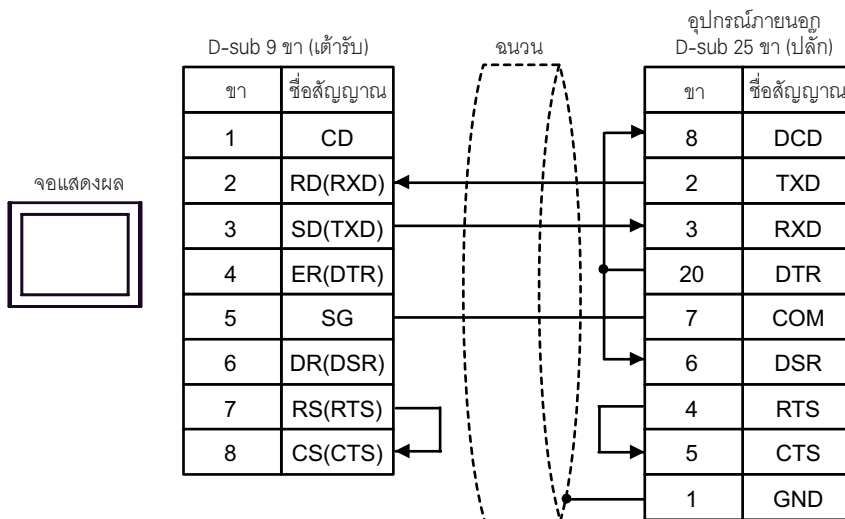 อุปกรณ์ภายนอก
D-sub 9 ขา (เต้ารับ) ฉนวน D-sub 25 ขา (ปลั๊ก)
ขา ชื่อสัญญาณ ขา ชื่อสัญญาณ
1 CD 8 DCD
จอแสดงผล 2 RD(RXD) 2 TXD
3 SD(TXD) 3 RXD
4 ER(DTR) 20 DTR
5 SG 7 COM
6 DR(DSR) 6 DSR
7 RS(RTS) 4 RTS
8 CS(CTS) 5 CTS
1 GND